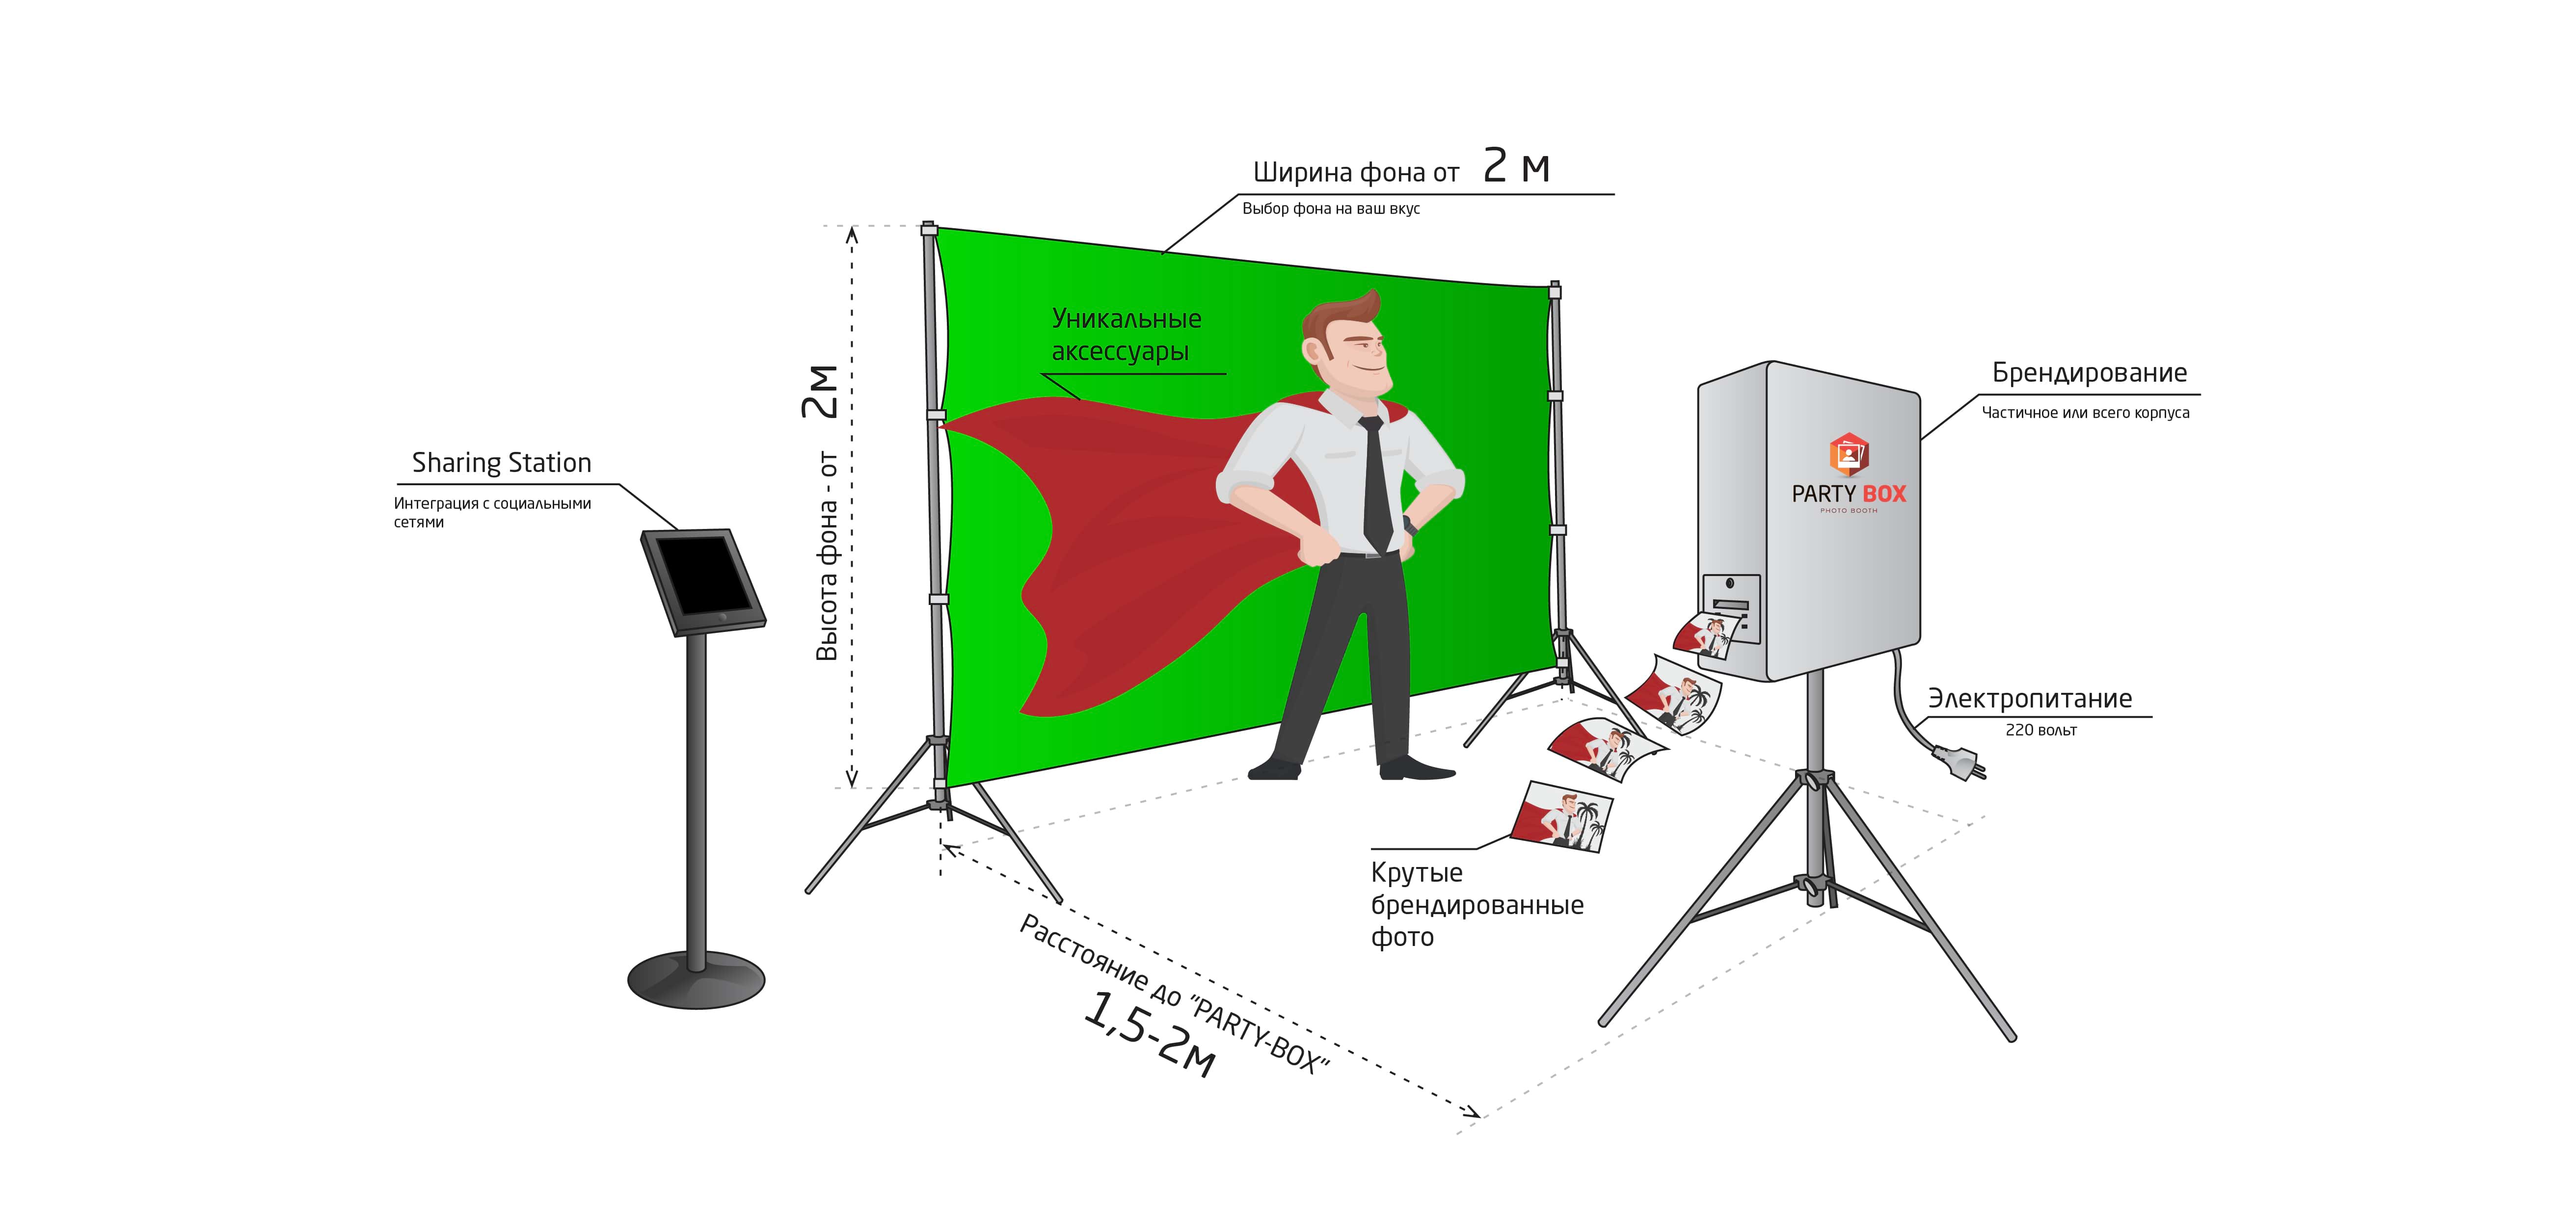 Ширина фона от 2 м
Выбор фона на ваш вкус
Уникальные
аксессуары
Высота фона - от 2м
Sharing Station
Интеграция с социальными
сетями
Брендирование
Частичное или всего корпуса
PARTY BOX
PHOTO BOOTH
Электропитание
220 вольт
Крутые
брендированные
фото
Расстояние до "PARTY-BOX"
1,5-2м